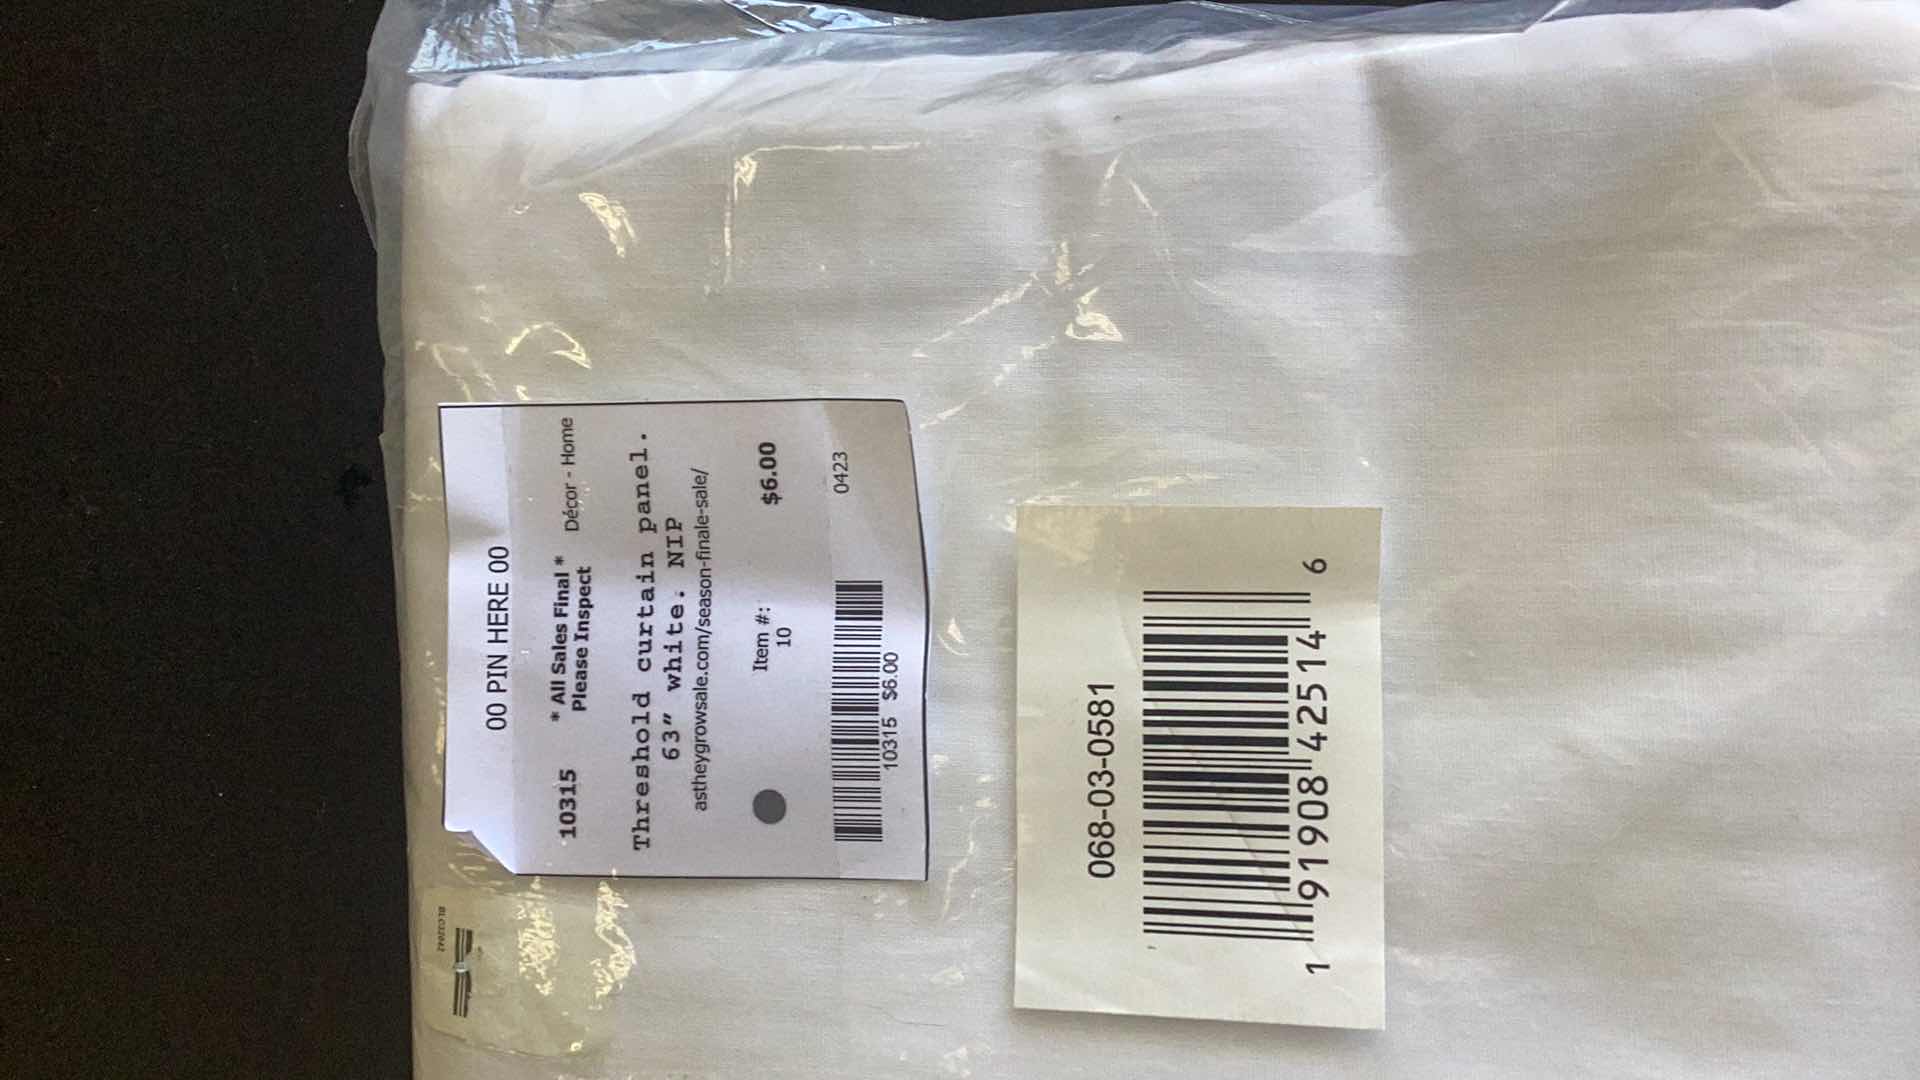 00 PIN HERE 00
10315 * All Sales Final * Décor - Home
Please Inspect
Threshold curtain panel.
63" white. NIP
astheygrowsale.com/season-finale-sale/
Item #: $6.00
10
0423
10315 $6.00
068-03-0581
1 91908 42514 6